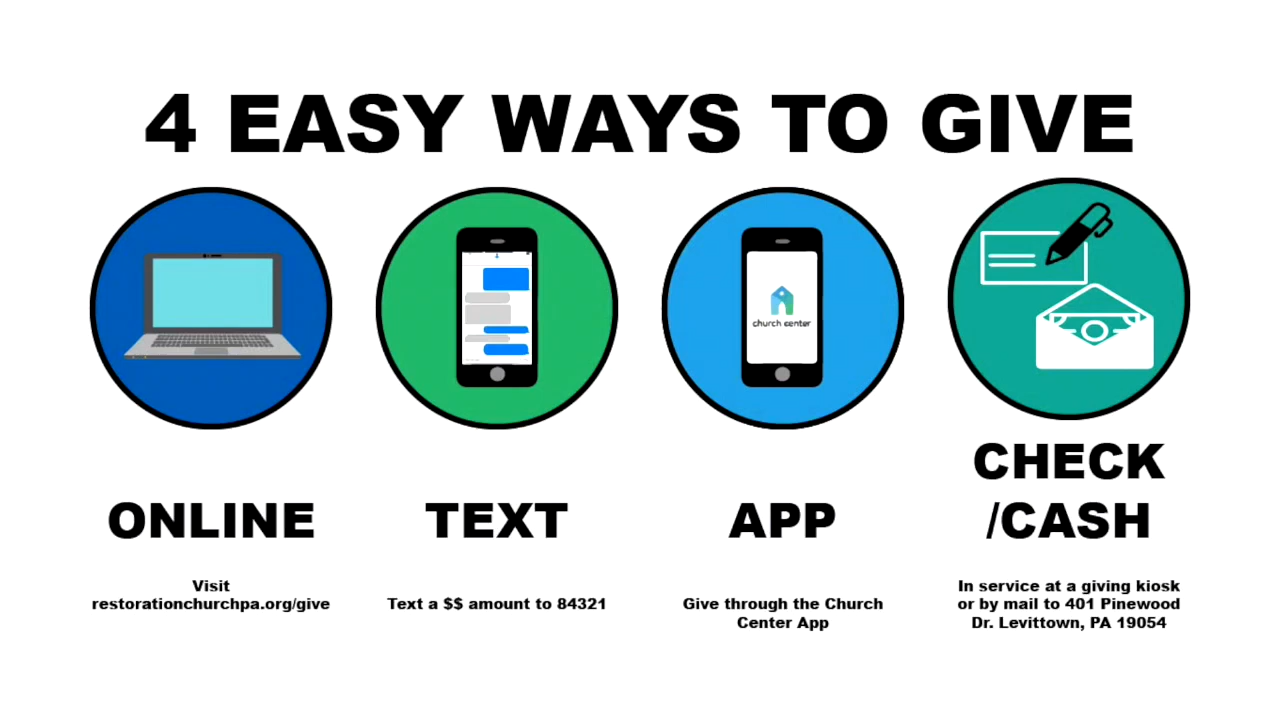 4 EASY WAYS TO GIVE
church center
ONLINE
Visit
restorationchurchpa.org/give
TEXT
Text a $$ amount to 84321
APP
Give through the Church
Center App
CHECK
/CASH
In service at a giving kiosk
or by mail to 401 Pinewood
Dr. Levittown, PA 19054